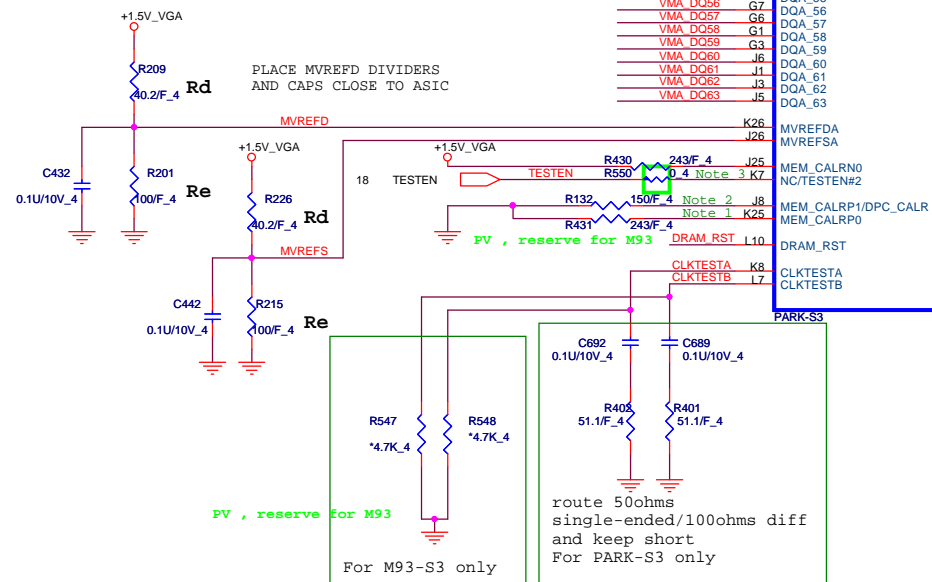 VMA_DQ56 G7 DQA_56
VMA_DQ57 G6 DQA_57
VMA_DQ58 G1 DQA_58
VMA_DQ59 G3 DQA_59
VMA_DQ60 J6 DQA_60
VMA_DQ61 J1 DQA_61
VMA_DQ62 J3 DQA_62
VMA_DQ63 J5 DQA_63
+1.5V_VGA
R209
40.2/F_4
Rd
PLACE MVREFD DIVIDERS
AND CAPS CLOSE TO ASIC
MVREFD K26 MVREFDA
J26 MVREFSA
C432
0.1U/10V_4
R201
100/F_4
Re
+1.5V_VGA
R226
40.2/F_4
Rd
MVREFS
C442
0.1U/10V_4
R215
100/F_4
Re
+1.5V_VGA
R430 243/F_4 J25 MEM_CALRN0
18 TESTEN TESTEN R550 0_4 Note 3 K7 NC/TESTEN#2
R132 150/F_4 Note 2 J8 MEM_CALRP1/DPC_CALR
R431 243/F_4 Note 1 K25 MEM_CALRP0
PV , reserve for M93
DRAM_RST L10 DRAM_RST
CLKTESTA K8 CLKTESTA
CLKTESTB L7 CLKTESTB
PARK-S3
C692
0.1U/10V_4
C689
0.1U/10V_4
R402
51.1/F_4
R401
51.1/F_4
R547
*4.7K_4
R548
*4.7K_4
PV , reserve for M93
For M93-S3 only
route 50ohms
single-ended/100ohms diff
and keep short
For PARK-S3 only